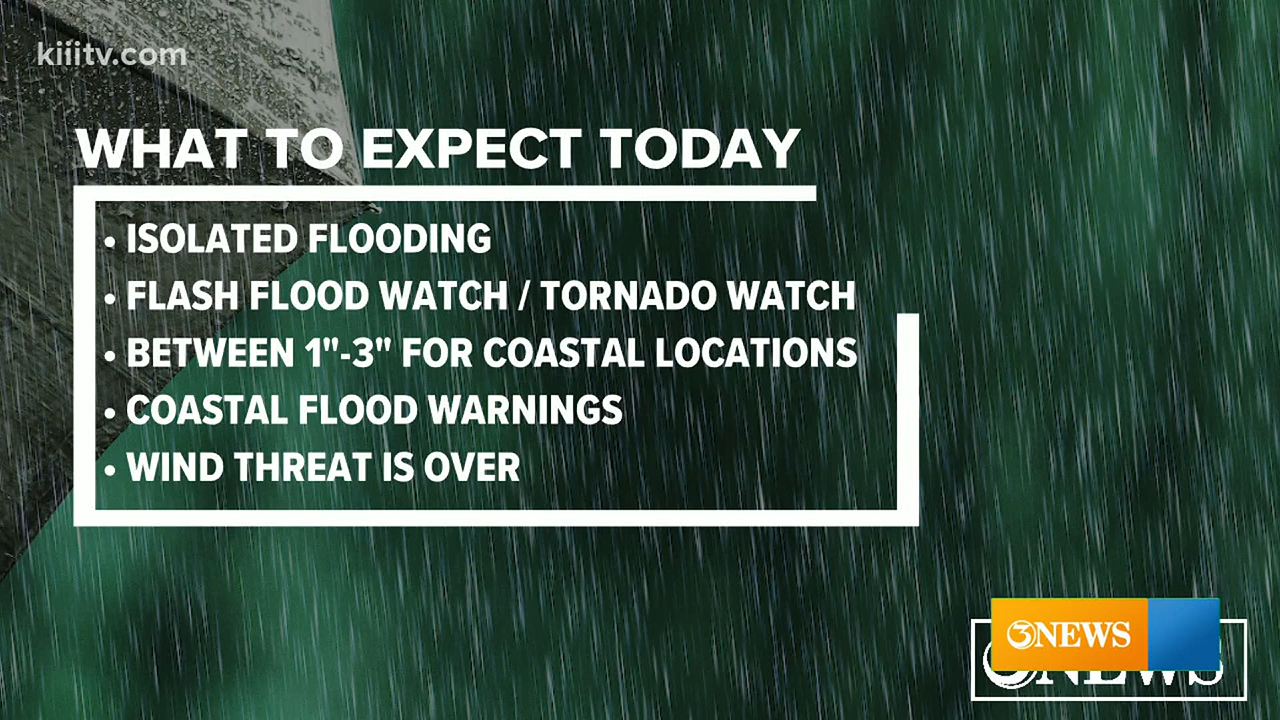 kiiitv.com
WHAT TO EXPECT TODAY
• ISOLATED FLOODING
• FLASH FLOOD WATCH / TORNADO WATCH
• BETWEEN 1"-3" FOR COASTAL LOCATIONS
• COASTAL FLOOD WARNINGS
• WIND THREAT IS OVER
3NEWS
3NEWS